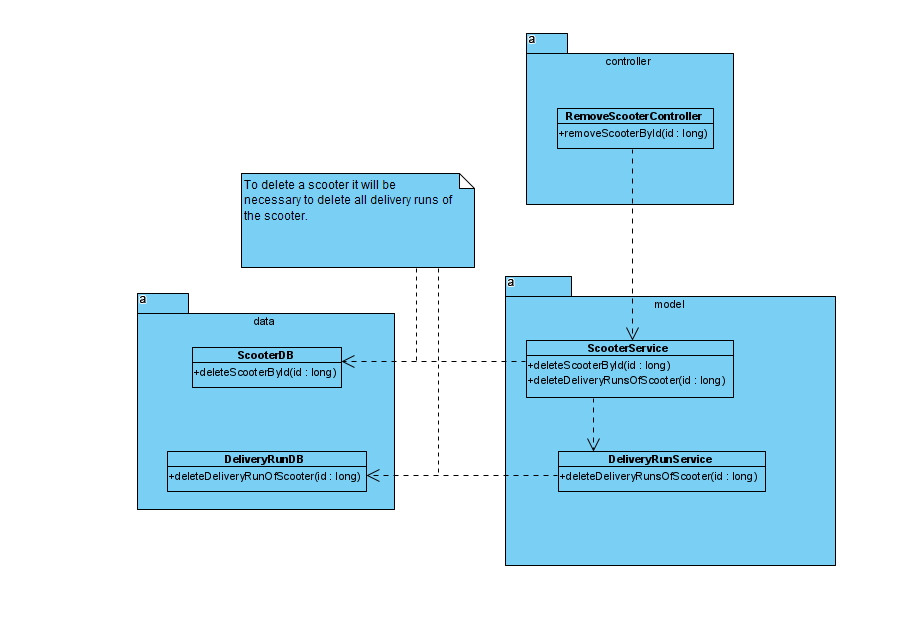 a
controller
RemoveScooterController
+removeScooterById(id : long)
To delete a scooter it will be
necessary to delete all delivery runs of
the scooter.
a
model
ScooterService
+deleteScooterById(id : long)
+deleteDeliveryRunsOfScooter(id : long)
DeliveryRunService
+deleteDeliveryRunsOfScooter(id : long)
a
data
ScooterDB
+deleteScooterById(id : long)
DeliveryRunDB
+deleteDeliveryRunOfScooter(id : long)